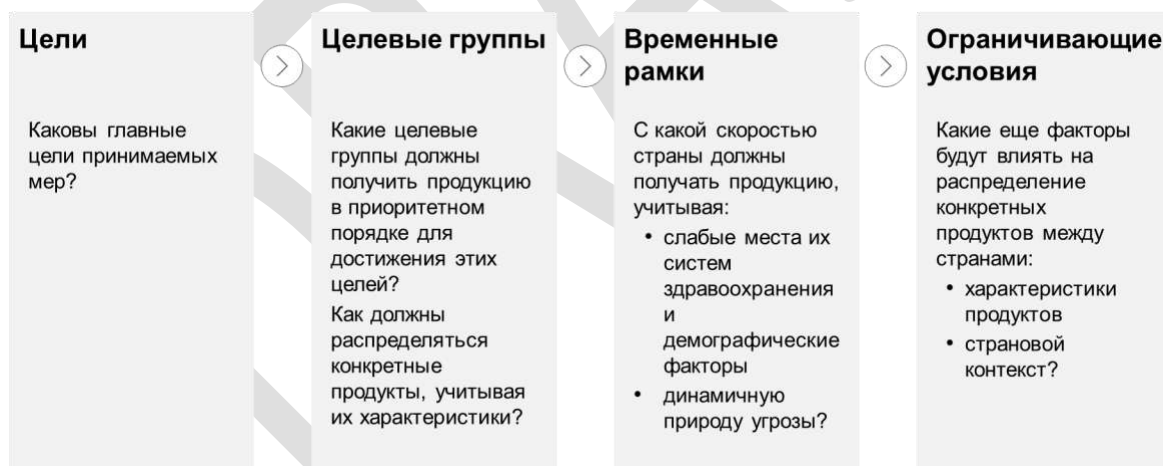 Цели
Каковы главные
цели принимаемых
мер?
Целевые группы
Какие целевые
группы должны
получить продукцию
в приоритетном
порядке для
достижения этих
целей?
Как должны
распределяться
конкретные
продукты, учитывая
их характеристики?
Временные
рамки
С какой скоростью
страны должны
получать продукцию,
учитывая:
• слабые места их
систем
здравоохранения
и
демографические
факторы
• динамичную
природу угрозы?
Ограничивающие
условия
Какие еще факторы
будут влиять на
распределение
конкретных
продуктов между
странами:
• характеристики
продуктов
• страновой
контекст?